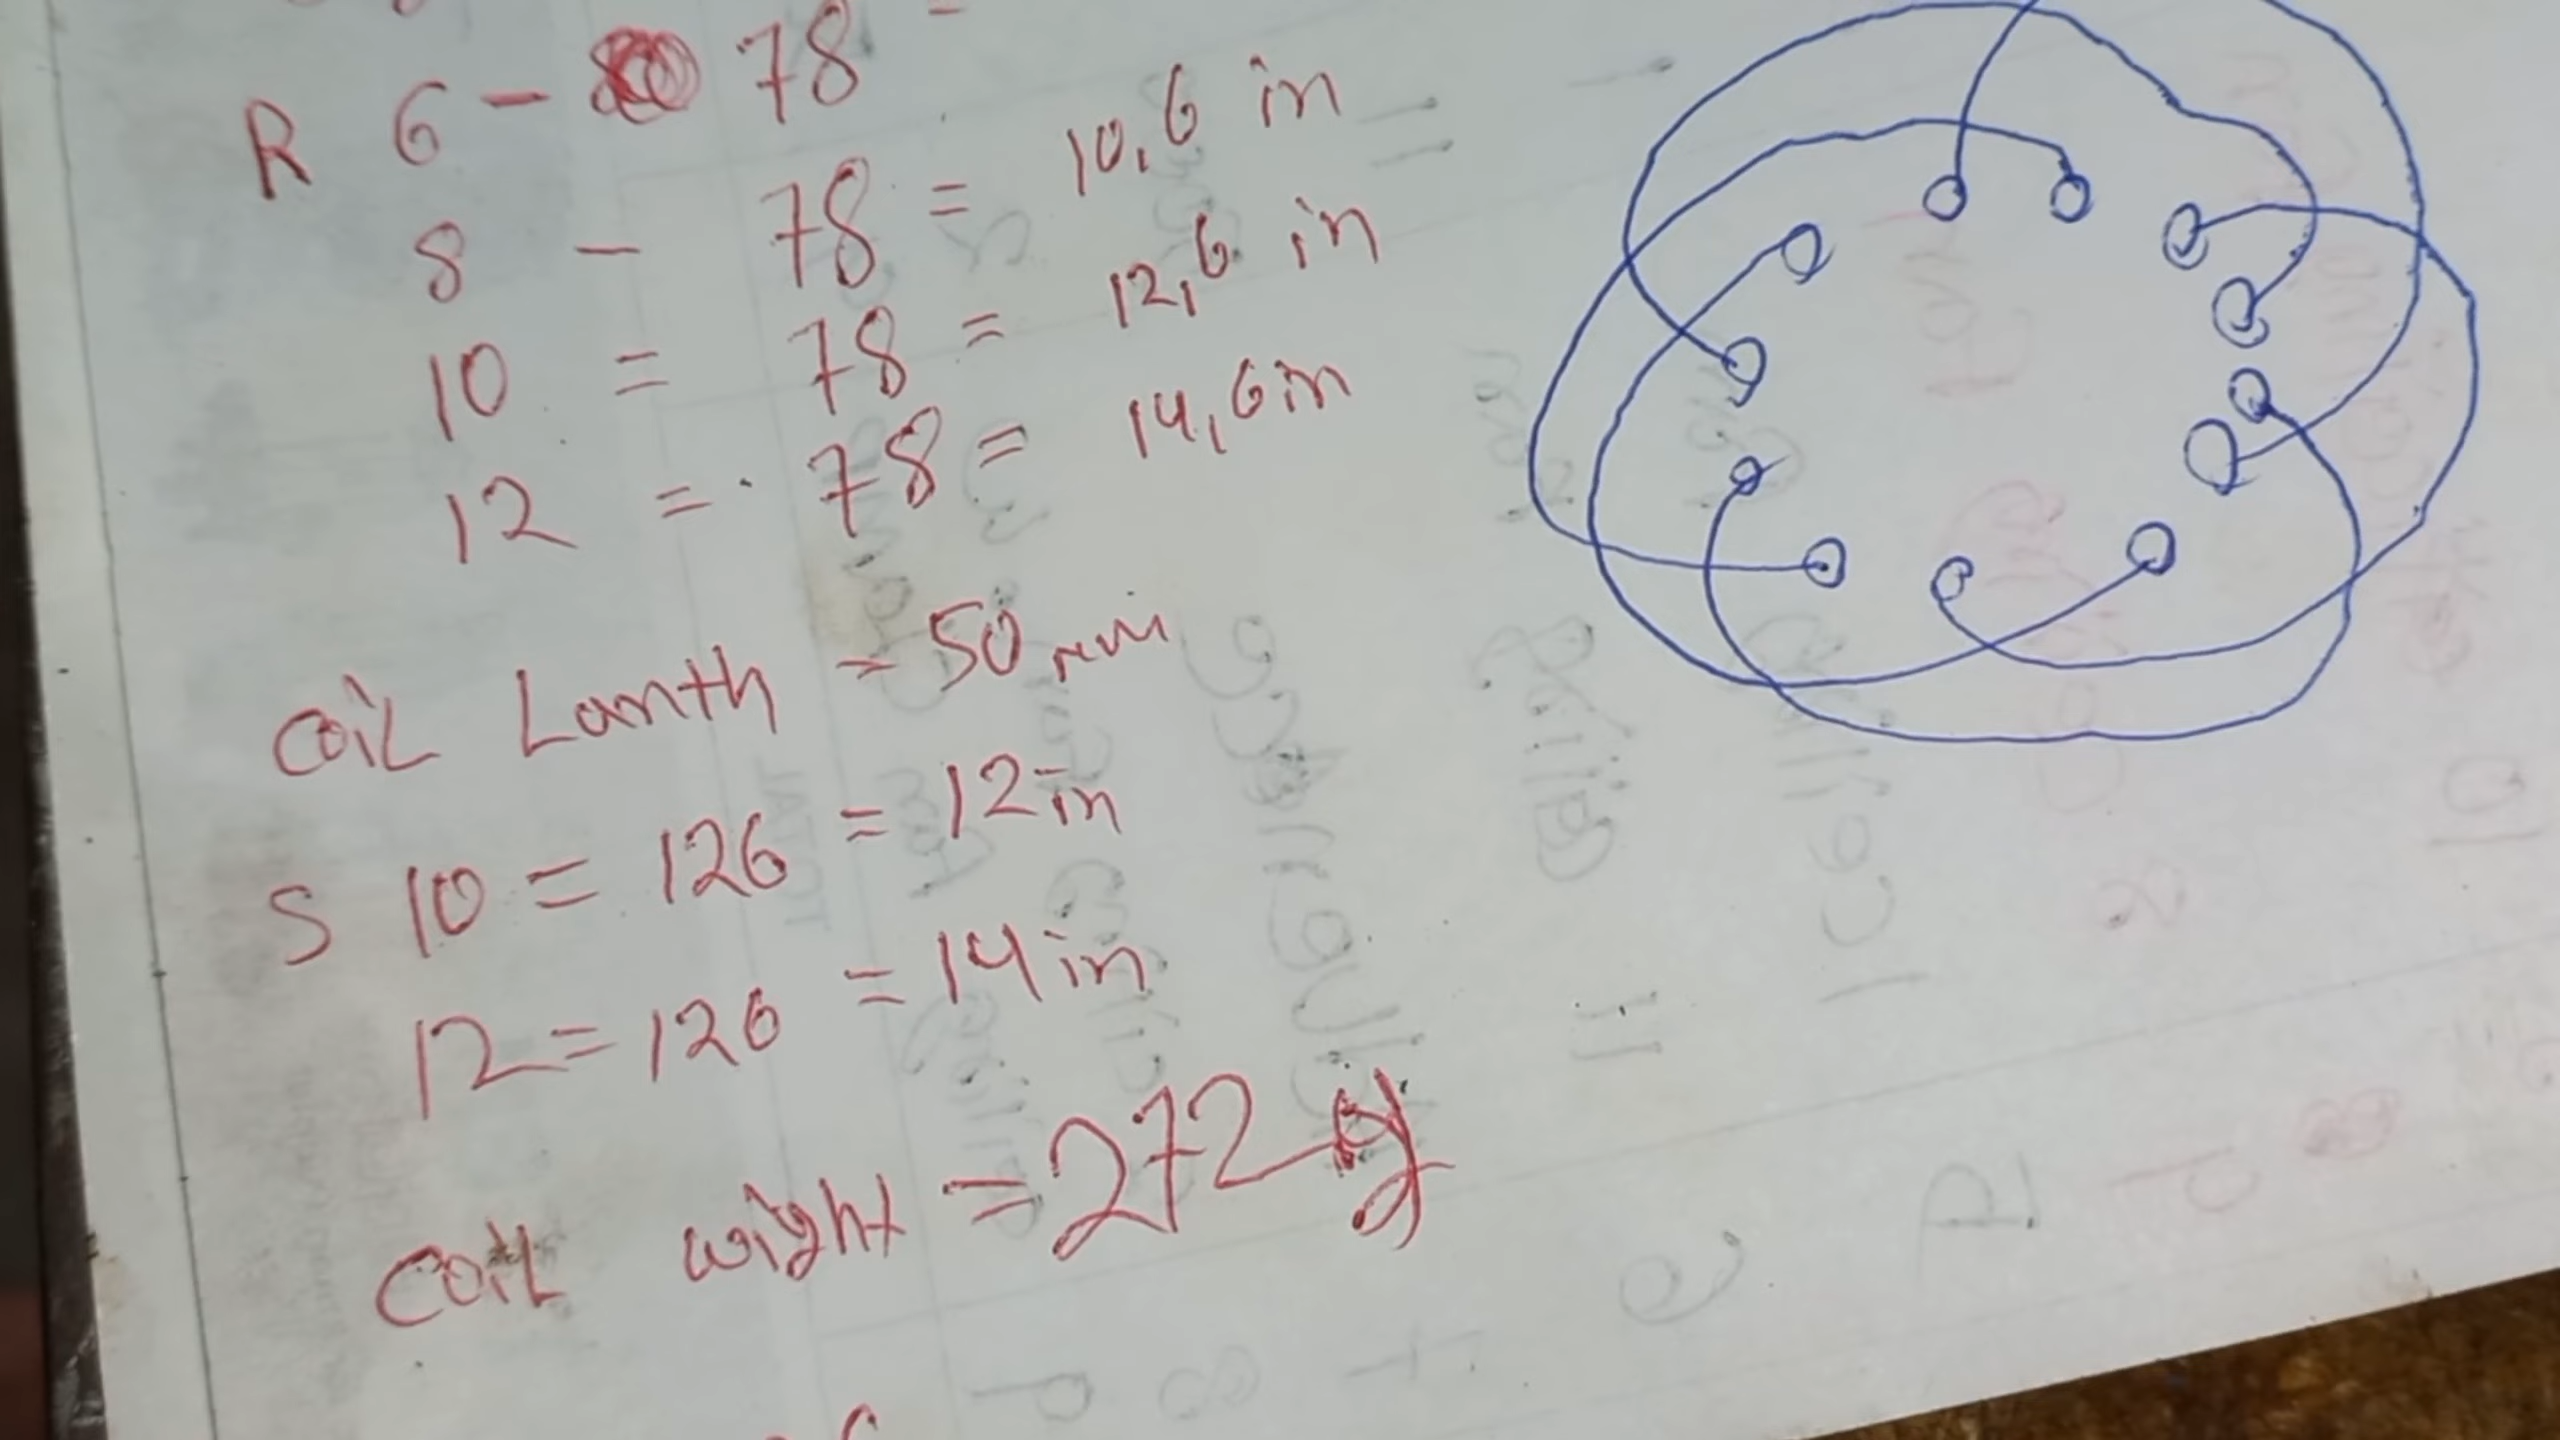 R 6 - 78
8 - 78 = 10,6 in
10 = 78 = 12,6 in
12 = 78 = 14,6 in
Coil Lanth = 50 mm
S 10 = 126 = 12 in
12 = 126 = 14 in
Coil wight = 272 g